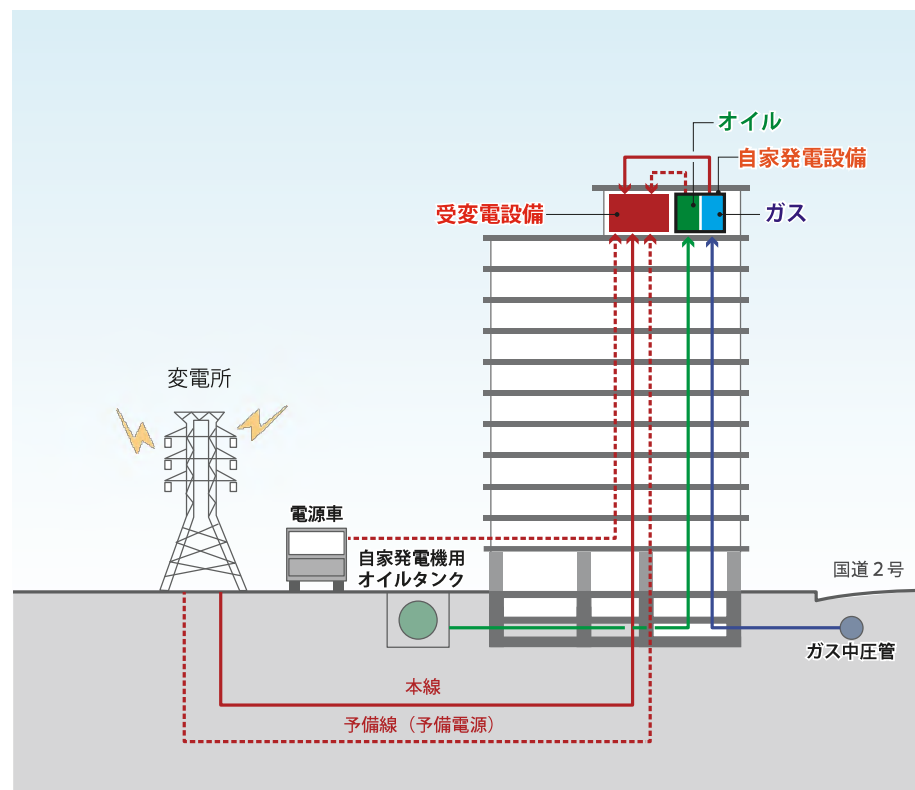 オイル
自家発電設備
受変電設備
ガス
変電所
電源車
自家発電機用
オイルタンク
国道2号
ガス中圧管
本線
予備線（予備電源）